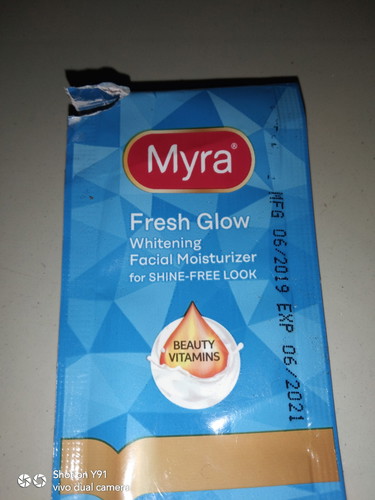 Myra®
Fresh Glow
Whitening
Facial Moisturizer
for SHINE-FREE LOOK
BEAUTY
VITAMINS
MFG 06/2019 EXP 06/2021
Shot on Y91
vivo dual camera